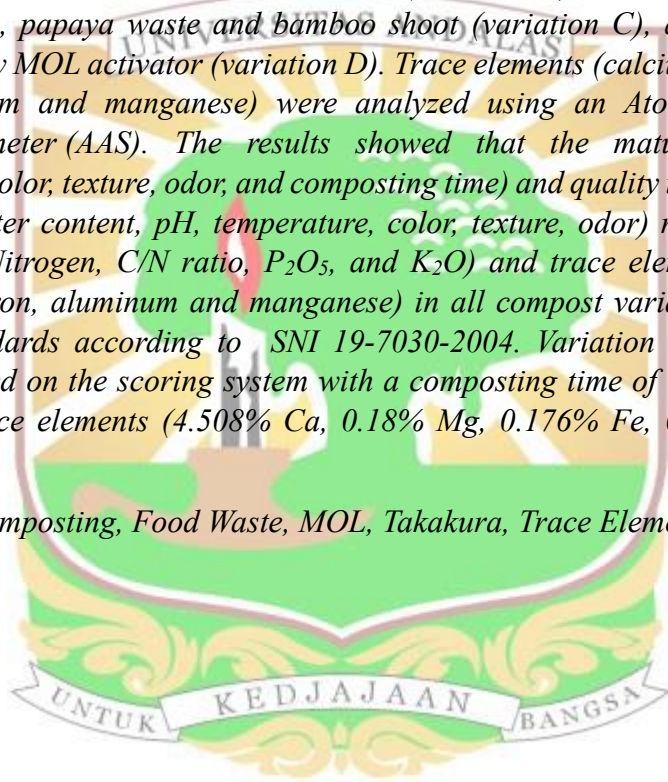 , papaya waste and bamboo shoot (variation C), a
UNIVERSITAS ANDALAS
y MOL activator (variation D). Trace elements (calci
m and manganese) were analyzed using an Ato
meter (AAS). The results showed that the matu
olor, texture, odor, and composting time) and quality
ter content, pH, temperature, color, texture, odor)
Nitrogen, C/N ratio, P₂O₅, and K₂O) and trace ele
ron, aluminum and manganese) in all compost varia
dards according to SNI 19-7030-2004. Variation
d on the scoring system with a composting time of
ce elements (4.508% Ca, 0.18% Mg, 0.176% Fe,
mposting, Food Waste, MOL, Takakura, Trace Eleme
UNTUK KEDJAJAAN BANGSA